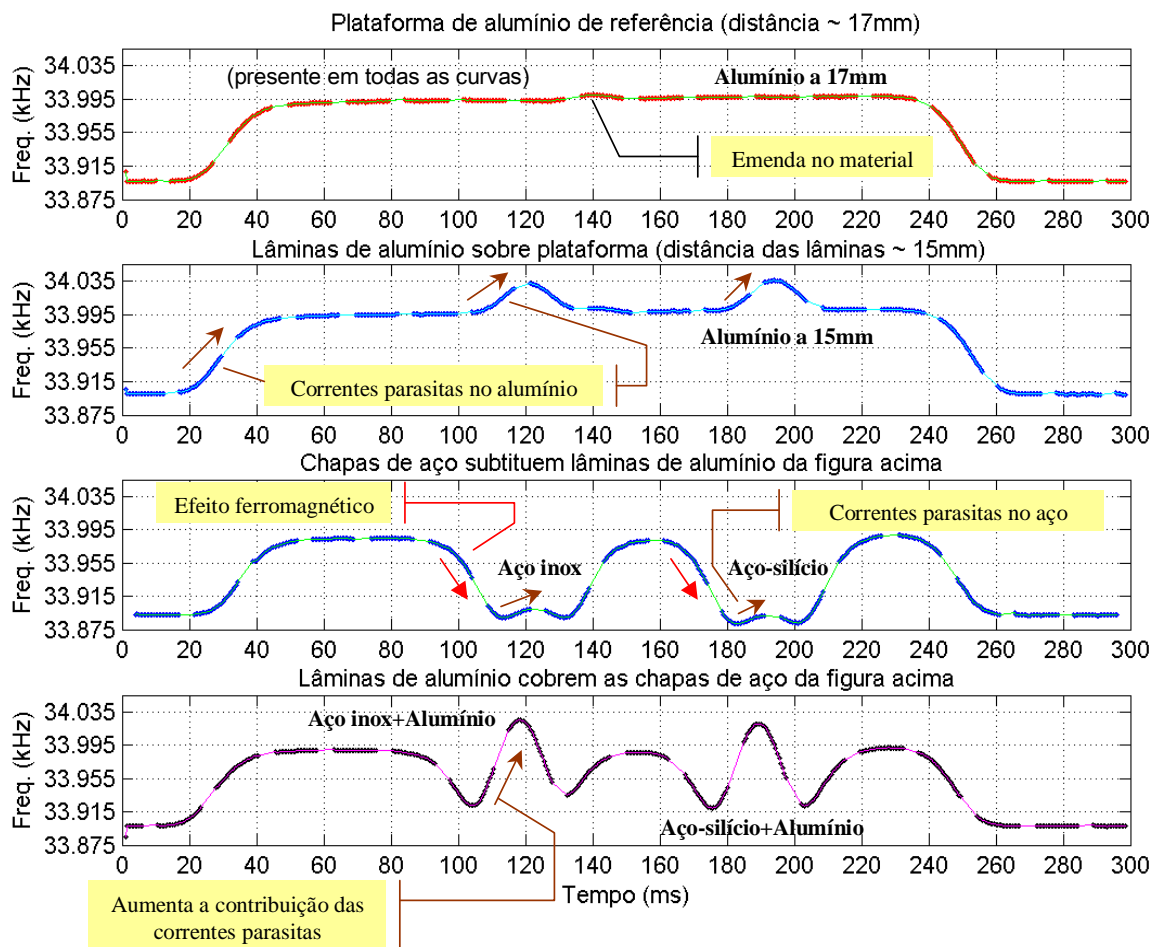 Plataforma de alumínio de referência (distância ~ 17mm)
Freq. (kHz)
34.035
33.995
33.955
33.915
33.875
(presente em todas as curvas)
Alumínio a 17mm
Emenda no material
0 20 40 60 80 100 120 140 160 180 200 220 240 260 280 300
Lâminas de alumínio sobre plataforma (distância das lâminas ~ 15mm)
Freq. (kHz)
34.035
33.995
33.955
33.915
33.875
Alumínio a 15mm
Correntes parasitas no alumínio
0 20 40 60 80 100 120 140 160 180 200 220 240 260 280 300
Chapas de aço subtituem lâminas de alumínio da figura acima
Freq. (kHz)
34.035
33.995
33.955
33.915
33.875
Efeito ferromagnético
Correntes parasitas no aço
Aço inox
Aço-silício
0 20 40 60 80 100 120 140 160 180 200 220 240 260 280 300
Lâminas de alumínio cobrem as chapas de aço da figura acima
Freq. (kHz)
34.035
33.995
33.955
33.915
33.875
Aço inox+Alumínio
Aço-silício+Alumínio
0 20 40 60 80 100 120 140 160 180 200 220 240 260 280 300
Tempo (ms)
Aumenta a contribuição das
correntes parasitas